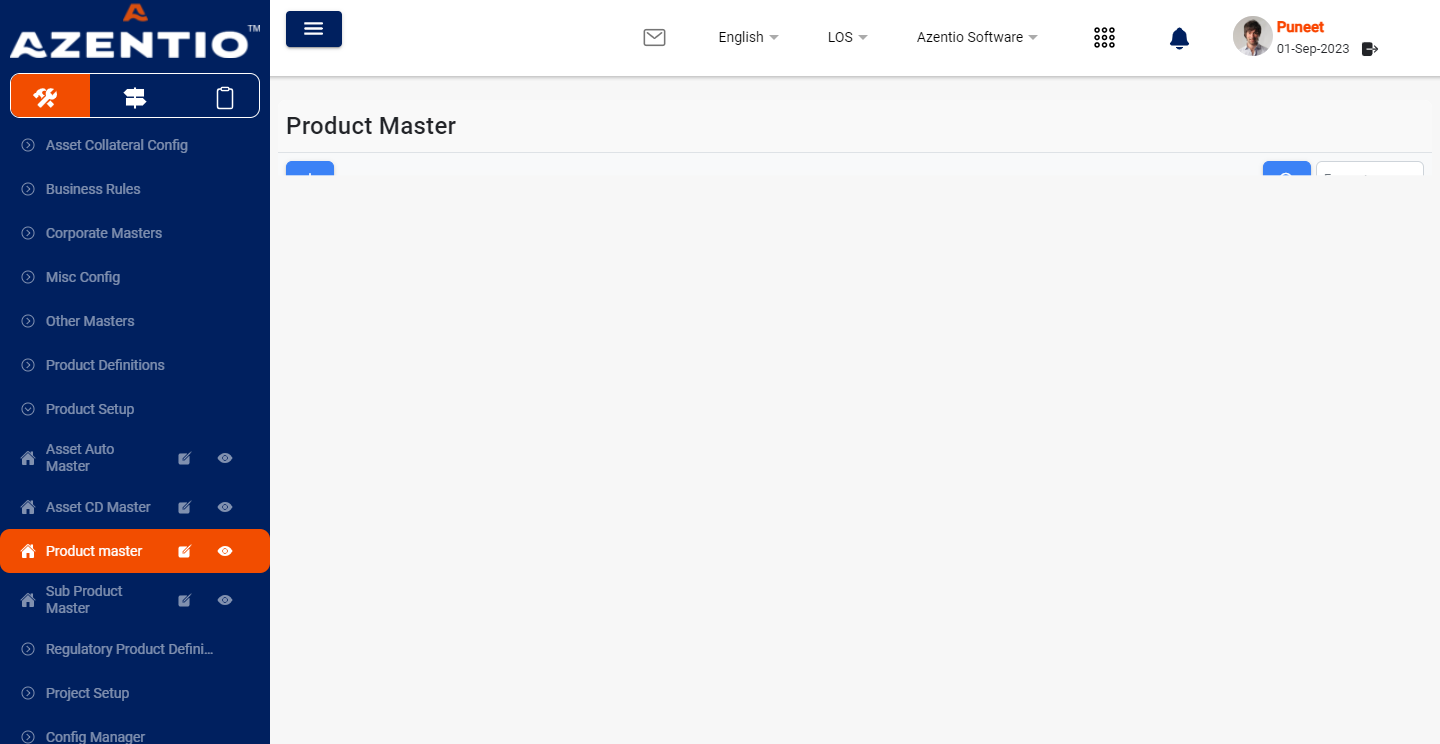 AZENTIO™
English
LOS
Azentio Software
Puneet
01-Sep-2023
Asset Collateral Config
Business Rules
Corporate Masters
Misc Config
Other Masters
Product Definitions
Product Setup
Asset Auto
Master
Asset CD Master
Product master
Sub Product
Master
Regulatory Product Defini...
Project Setup
Config Manager
Product Master